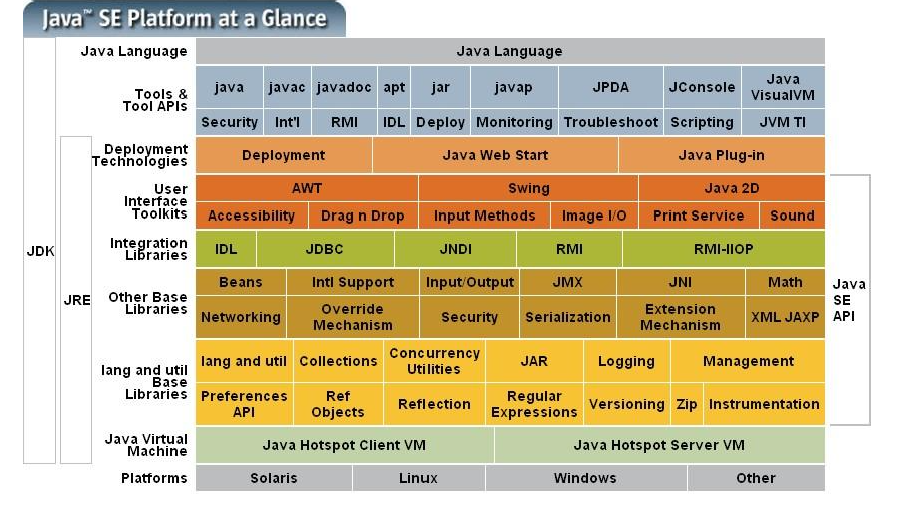 Java™ SE Platform at a Glance
Java Language
Java Language
Tools &
Tool APIs
java javac javadoc apt jar javap JPDA JConsole Java
VisualVM
Security Int'l RMI IDL Deploy Monitoring Troubleshoot Scripting JVM TI
Deployment
Technologies
Deployment Java Web Start Java Plug-in
User
Interface
Toolkits
AWT Swing Java 2D
Accessibility Drag n Drop Input Methods Image I/O Print Service Sound
Integration
Libraries
IDL JDBC JNDI RMI RMI-IIOP
JDK
JRE
Other Base
Libraries
Beans Intl Support Input/Output JMX JNI Math
Networking Override
Mechanism Security Serialization Extension
Mechanism XML JAXP
Java
SE
API
lang and util
Base
Libraries
lang and util Collections Concurrency
Utilities JAR Logging Management
Preferences
API Ref
Objects Reflection Regular
Expressions Versioning Zip Instrumentation
Java Virtual
Machine
Java Hotspot Client VM Java Hotspot Server VM
Platforms
Solaris Linux Windows Other